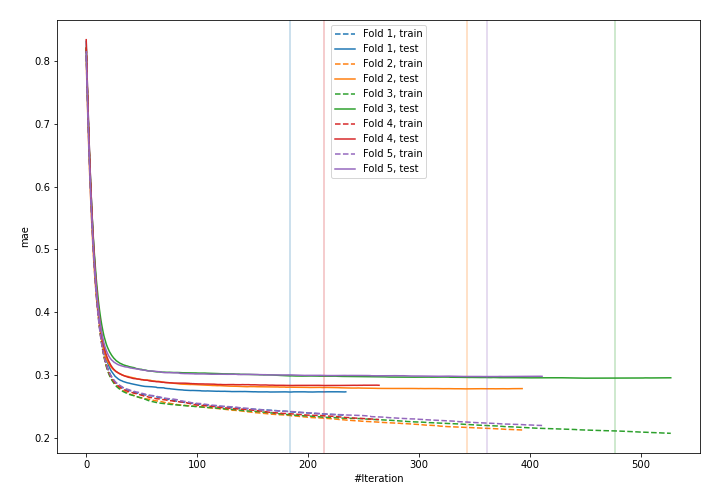 Fold 1, train
Fold 1, test
Fold 2, train
Fold 2, test
Fold 3, train
Fold 3, test
Fold 4, train
Fold 4, test
Fold 5, train
Fold 5, test
0.8
0.7
0.6
0.5
0.4
0.3
0.2
mae
0 100 200 300 400 500
#Iteration